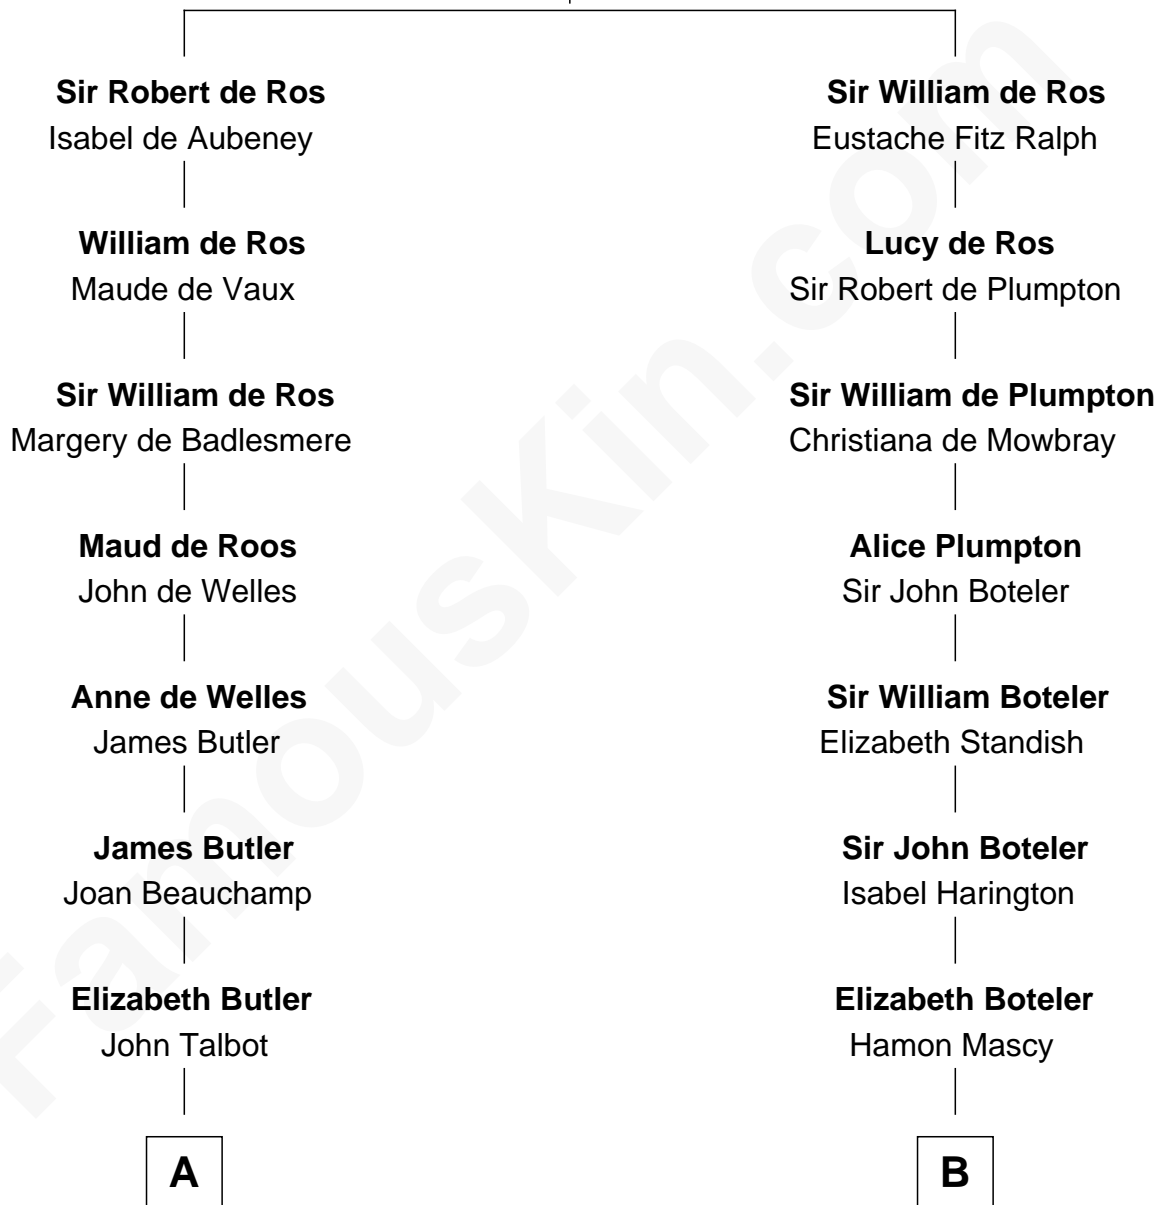 Sir Robert de Ros
Isabel de Aubeney
William de Ros
Maude de Vaux
Sir William de Ros
Margery de Badlesmere
Maud de Roos
John de Welles
Anne de Welles
James Butler
James Butler
Joan Beauchamp
Elizabeth Butler
John Talbot
A
Sir William de Ros
Eustache Fitz Ralph
Lucy de Ros
Sir Robert de Plumpton
Sir William de Plumpton
Christiana de Mowbray
Alice Plumpton
Sir John Boteler
Sir William Boteler
Elizabeth Standish
Sir John Boteler
Isabel Harington
Elizabeth Boteler
Hamon Mascy
B
FamousKin.com